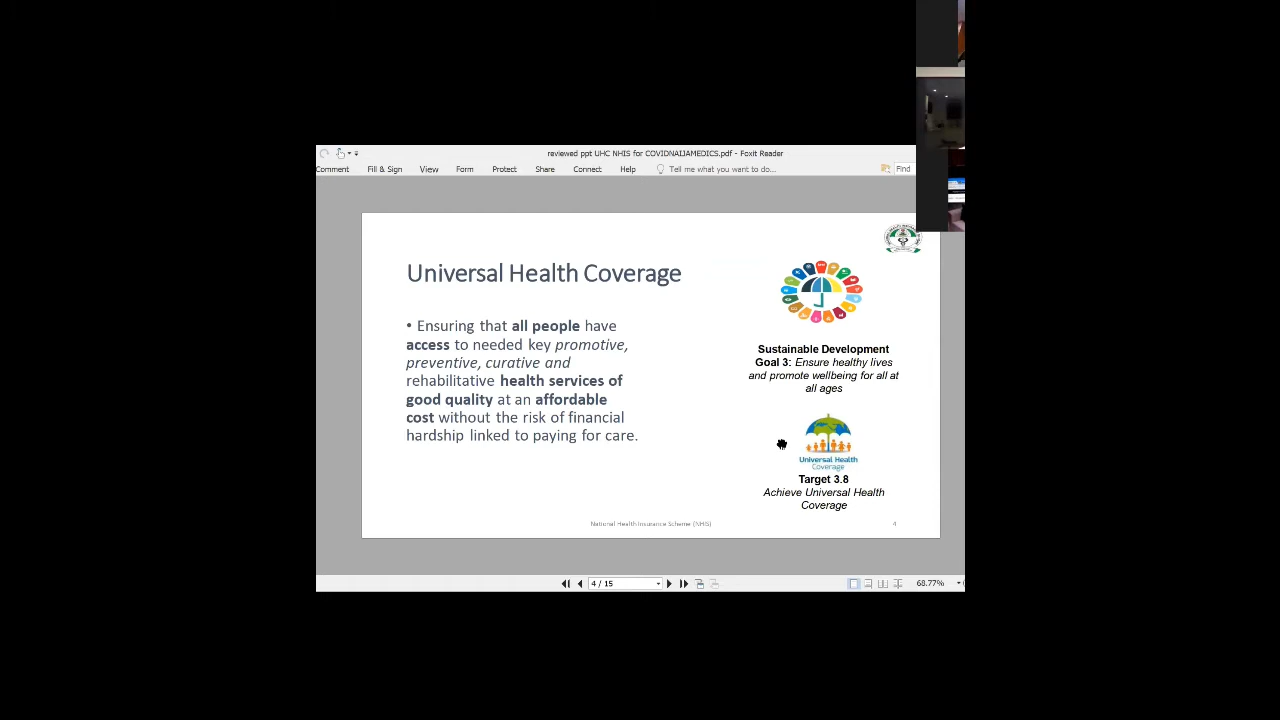 reviewed ppt UHC NHIS for COVIDNAIJAMEDICS.pdf - Foxit Reader
Comment Fill & Sign View Form Protect Share Connect Help Tell me what you want to do... Find
Universal Health Coverage
• Ensuring that all people have
access to needed key promotive,
preventive, curative and
rehabilitative health services of
good quality at an affordable
cost without the risk of financial
hardship linked to paying for care.
Sustainable Development
Goal 3: Ensure healthy lives
and promote wellbeing for all at
all ages
Universal Health
Coverage
Target 3.8
Achieve Universal Health
Coverage
National Health Insurance Scheme (NHIS) 4
4 / 15 68.77%